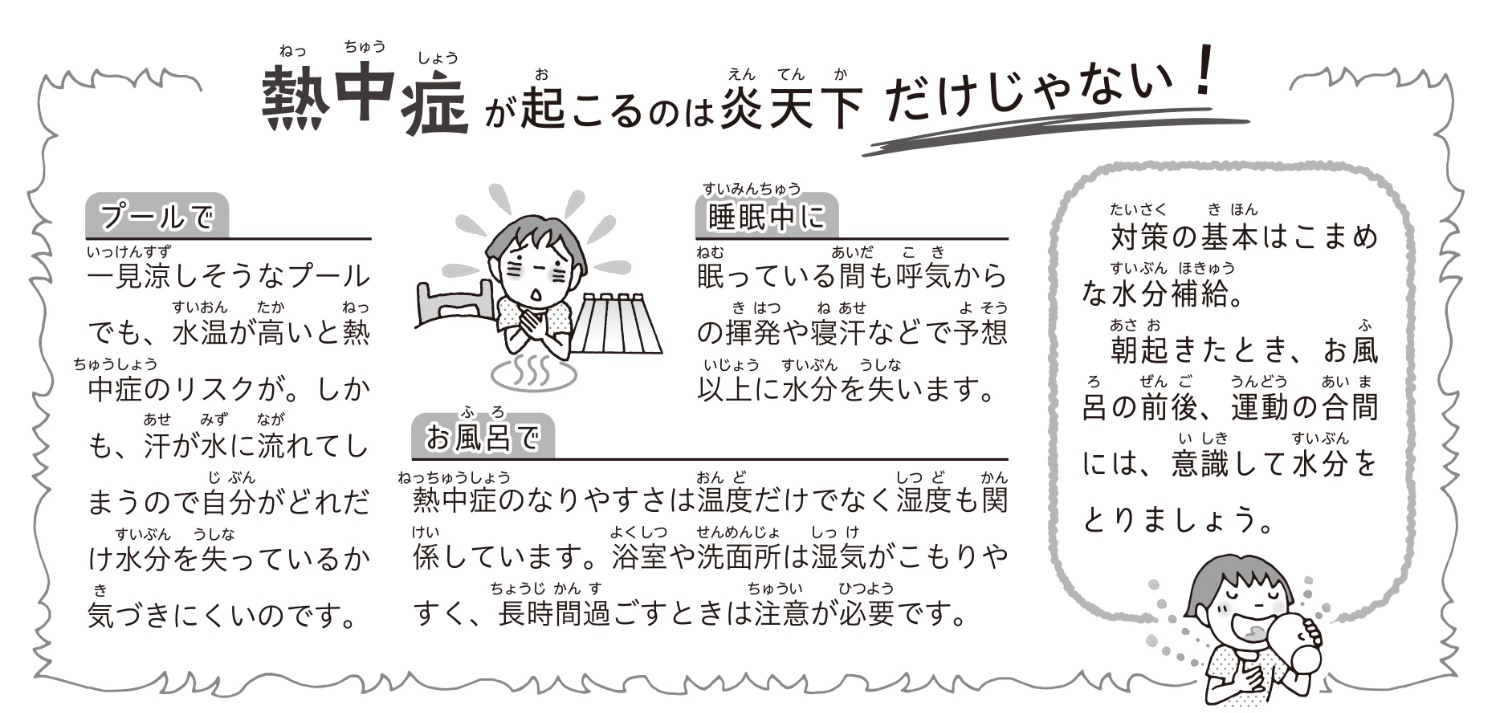 熱中症が起こるのは炎天下だけじゃない!
プールで
一見涼しそうなプール
でも、水温が高いと熱
中症のリスクが。しか
も、汗が水に流れてし
まうので自分がどれだ
け水分を失っているか
気づきにくいのです。
睡眠中に
眠っている間も呼気から
の揮発や寝汗などで予想
以上に水分を失います。
お風呂で
熱中症のなりやすさは温度だけでなく湿度も関
係しています。浴室や洗面所は湿気がこもりや
すく、長時間過ごすときは注意が必要です。
対策の基本はこまめ
な水分補給。
朝起きたとき、お風
呂の前後、運動の合間
には、意識して水分を
とりましょう。